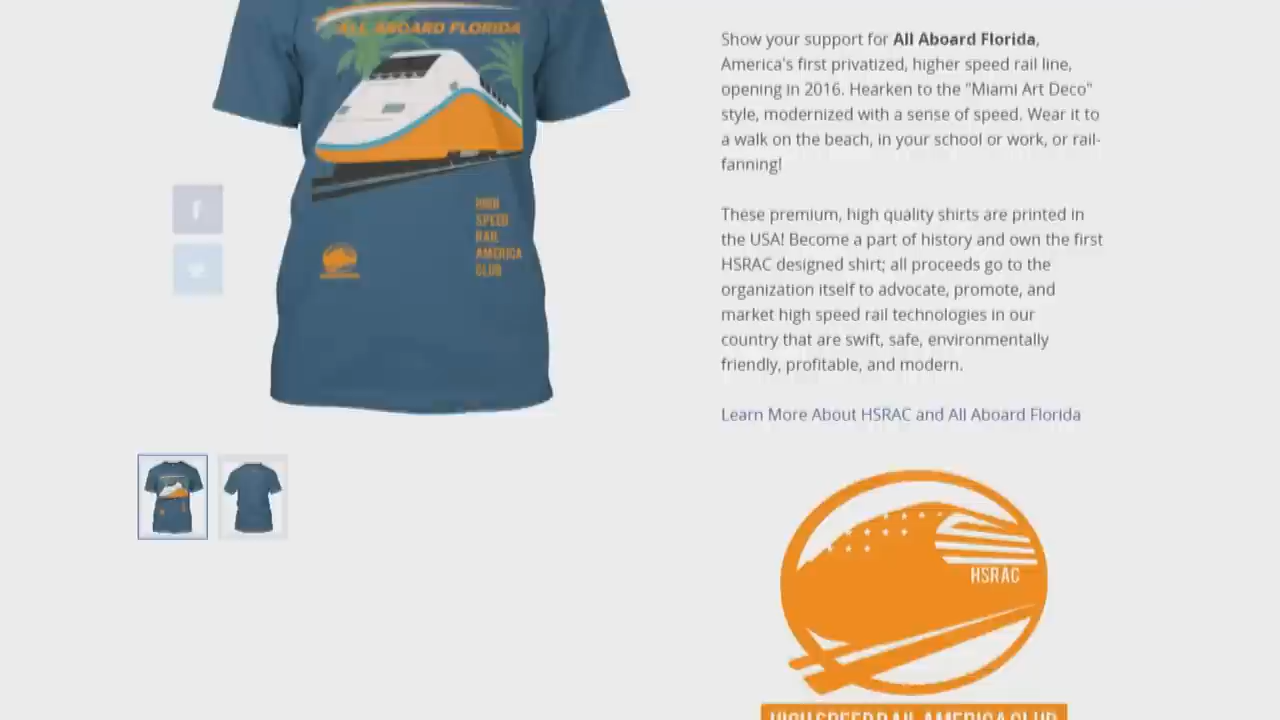 ALL ABOARD FLORIDA
HIGH
SPEED
RAIL
AMERICA
CLUB
Show your support for All Aboard Florida,
America's first privatized, higher speed rail line,
opening in 2016. Hearken to the "Miami Art Deco"
style, modernized with a sense of speed. Wear it to
a walk on the beach, in your school or work, or rail-
fanning!
These premium, high quality shirts are printed in
the USA! Become a part of history and own the first
HSRAC designed shirt; all proceeds go to the
organization itself to advocate, promote, and
market high speed rail technologies in our
country that are swift, safe, environmentally
friendly, profitable, and modern.
Learn More About HSRAC and All Aboard Florida
HSRAC
HIGH SPEED RAIL AMERICA CLUB